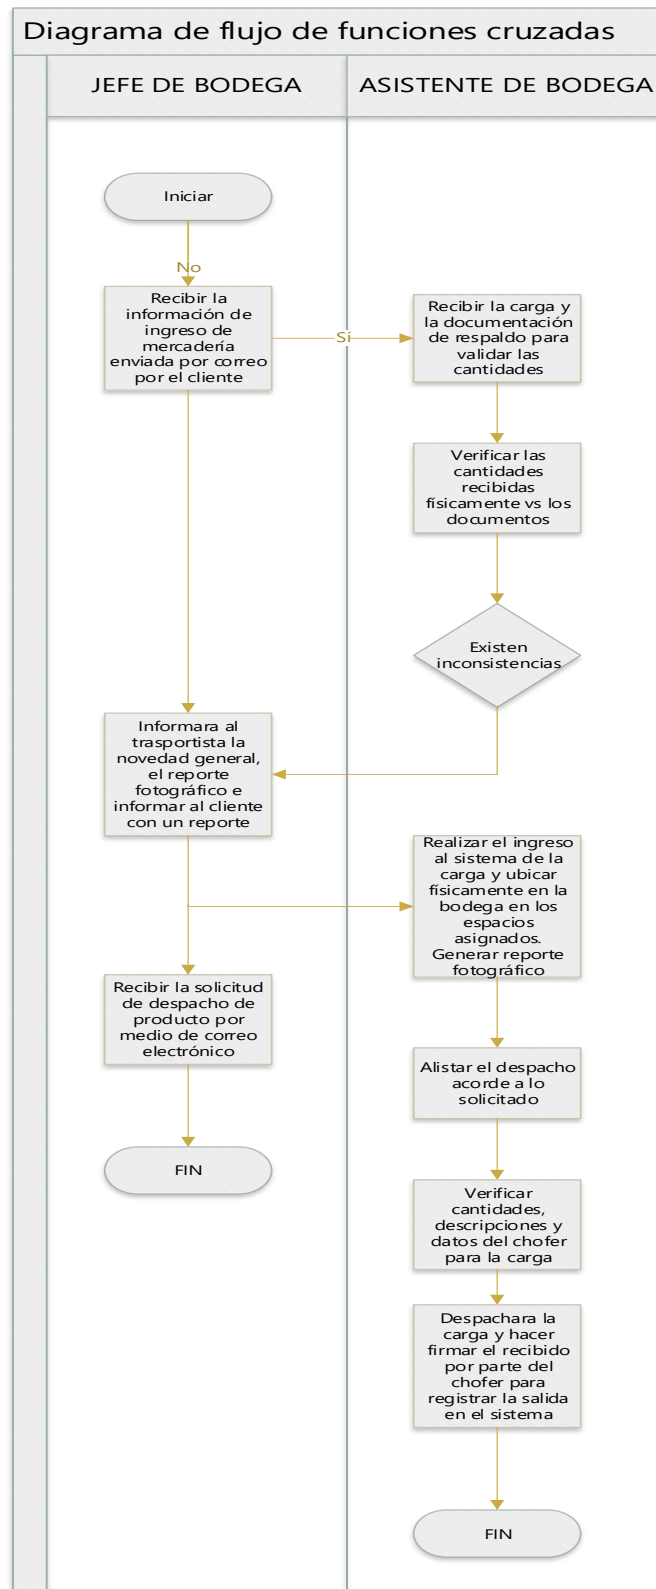 Diagrama de flujo de funciones cruzadas
JEFE DE BODEGA
ASISTENTE DE BODEGA
Iniciar
No
Recibir la
información de
ingreso de
mercadería
enviada por correo
por el cliente
Sí
Recibir la carga y
la documentación
de respaldo para
validar las
cantidades
Verificar las
cantidades
recibidas
físicamente vs los
documentos
Existen
inconsistencias
Informara al
trasportista la
novedad general,
el reporte
fotográfico e
informar al cliente
con un reporte
Realizar el ingreso
al sistema de la
carga y ubicar
físicamente en la
bodega en los
espacios
asignados.
Generar reporte
fotográfico
Recibir la solicitud
de despacho de
producto por
medio de correo
electrónico
Alistar el despacho
acorde a lo
solicitado
FIN
Verificar
cantidades,
descripciones y
datos del chofer
para la carga
Despachara la
carga y hacer
firmar el recibido
por parte del
chofer para
registrar la salida
en el sistema
FIN